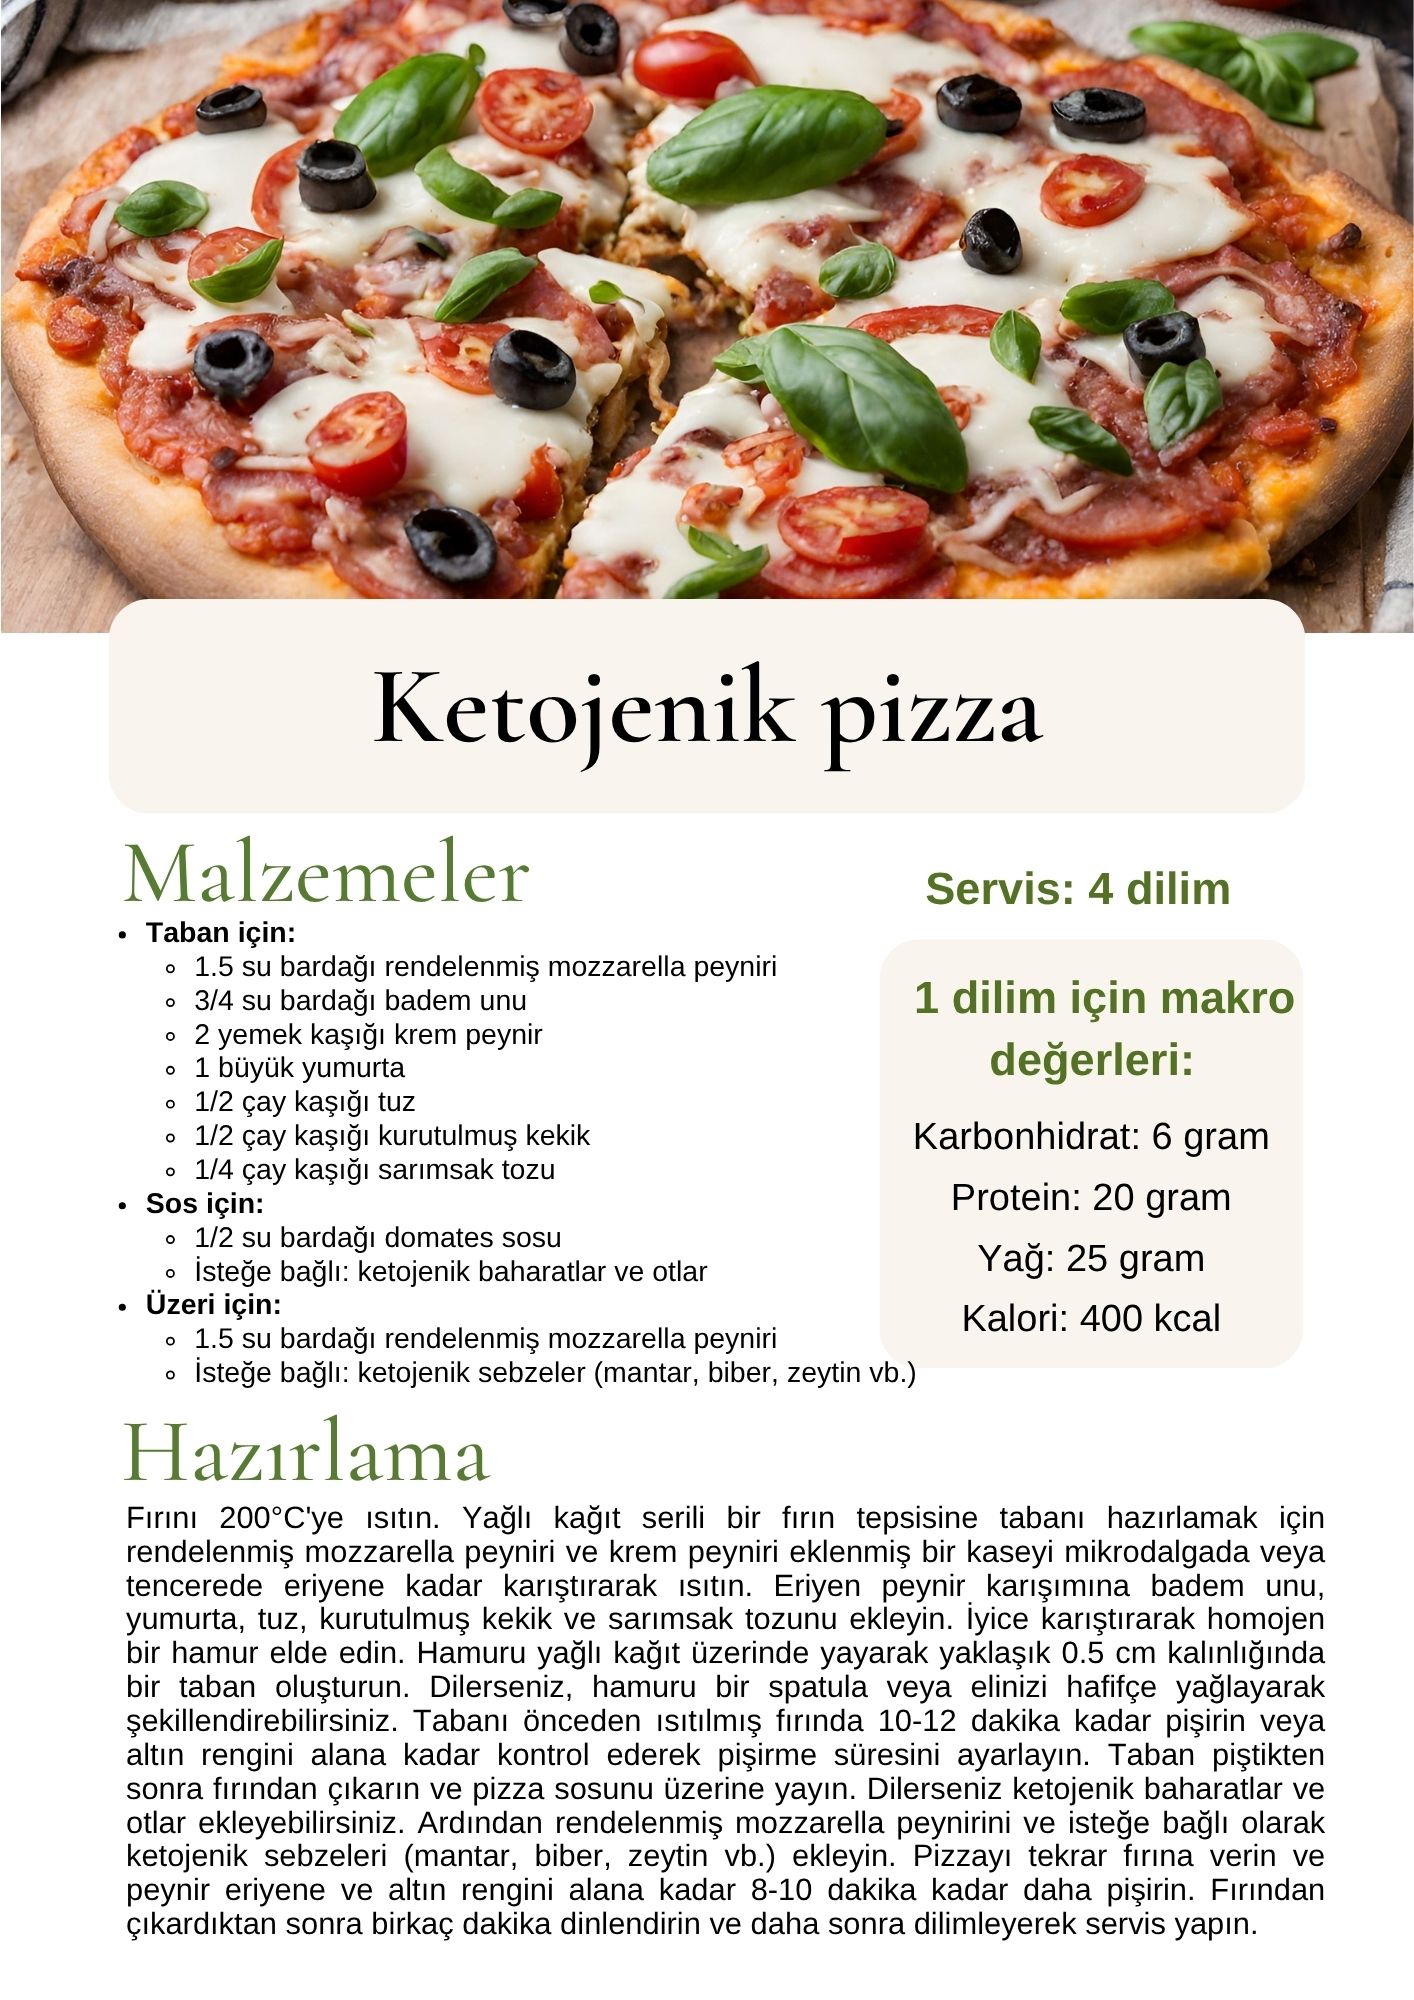 Ketojenik pizza
Malzemeler
Taban için:
1.5 su bardağı rendelenmiş mozzarella peyniri
3/4 su bardağı badem unu
2 yemek kaşığı krem peynir
1 büyük yumurta
1/2 çay kaşığı tuz
1/2 çay kaşığı kurutulmuş kekik
1/4 çay kaşığı sarımsak tozu
Sos için:
1/2 su bardağı domates sosu
İsteğe bağlı: ketojenik baharatlar ve otlar
Üzeri için:
1.5 su bardağı rendelenmiş mozzarella peyniri
İsteğe bağlı: ketojenik sebzeler (mantar, biber, zeytin vb.)
Servis: 4 dilim
1 dilim için makro
değerleri:
Karbonhidrat: 6 gram
Protein: 20 gram
Yağ: 25 gram
Kalori: 400 kcal
Hazırlama
Fırını 200°C'ye ısıtın. Yağlı kağıt serili bir fırın tepsisine tabanı hazırlamak için
rendelenmiş mozzarella peyniri ve krem peyniri eklenmiş bir kaseyi mikrodalgada veya
tencerede eriyene kadar karıştırarak ısıtın. Eriyen peynir karışımına badem unu,
yumurta, tuz, kurutulmuş kekik ve sarımsak tozunu ekleyin. İyice karıştırarak homojen
bir hamur elde edin. Hamuru yağlı kağıt üzerinde yayarak yaklaşık 0.5 cm kalınlığında
bir taban oluşturun. Dilerseniz, hamuru bir spatula veya elinizi hafifçe yağlayarak
şekillendirebilirsiniz. Tabanı önceden ısıtılmış fırında 10-12 dakika kadar pişirin veya
altın rengini alana kadar kontrol ederek pişirme süresini ayarlayın. Taban piştikten
sonra fırından çıkarın ve pizza sosunu üzerine yayın. Dilerseniz ketojenik baharatlar ve
otlar ekleyebilirsiniz. Ardından rendelenmiş mozzarella peynirini ve isteğe bağlı olarak
ketojenik sebzeleri (mantar, biber, zeytin vb.) ekleyin. Pizzayı tekrar fırına verin ve
peynir eriyene ve altın rengini alana kadar 8-10 dakika kadar daha pişirin. Fırından
çıkardıktan sonra birkaç dakika dinlendirin ve daha sonra dilimleyerek servis yapın.